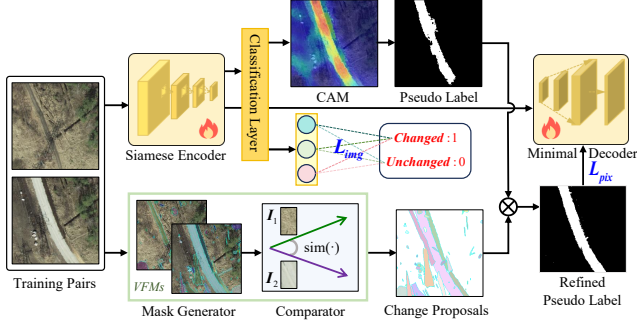 Training Pairs
Siamese Encoder
Classification Layer
CAM
Pseudo Label
Minimal Decoder
L_img
Changed : 1
Unchanged : 0
L_pix
VFMs
Mask Generator
I_1
sim(·)
I_2
Comparator
Change Proposals
Refined
Pseudo Label